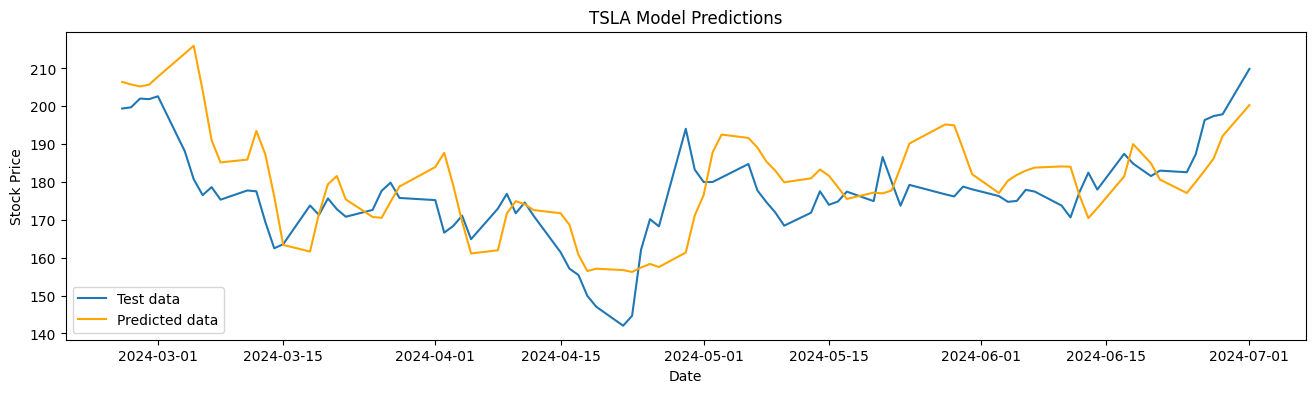 TSLA Model Predictions
Stock Price
210
200
190
180
170
160
150
140
Test data
Predicted data
2024-03-01 2024-03-15 2024-04-01 2024-04-15 2024-05-01 2024-05-15 2024-06-01 2024-06-15 2024-07-01
Date